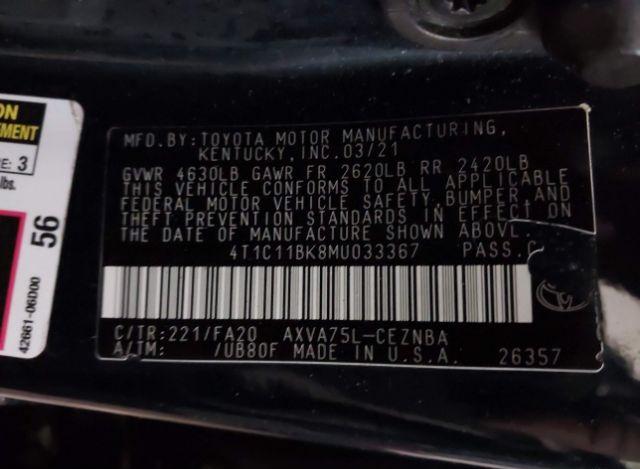 ON
EMENT
E: 3
lbs.
56
42661-06D00
MFD.BY:TOYOTA MOTOR MANUFACTURING,
KENTUCKY,INC.03/21
GVWR 4630LB GAWR FR 2620LB RR 2420LB
THIS VEHICLE CONFORMS TO ALL APPLICABLE
FEDERAL MOTOR VEHICLE SAFETY,BUMPER,AND
THEFT PREVENTION STANDARDS IN EFFECT ON
THE DATE OF MANUFACTURE SHOWN ABOVE.
4T1C11BK8MU033367 PASS.C
C/TR:221/FA20 AXVA75L-CEZNBA
A/TM: /UB80F MADE IN U.S.A. 26357